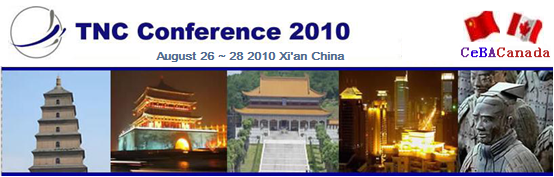 TNC Conference 2010
August 26 ~ 28 2010 Xi'an China
CeBACanada